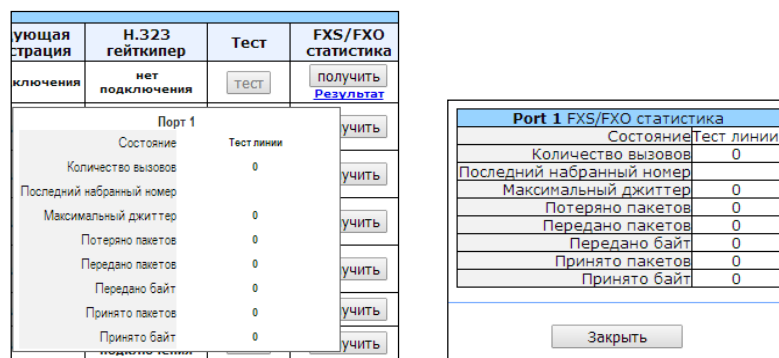 ующая Н.323 Тест FXS/FXO
страция гейткипер статистика
ключения нет подключения тест получить
Результат
Порт 1
Состояние Тест линии
Количество вызовов 0
Последний набранный номер
Максимальный джиттер 0
Потеряно пакетов 0
Передано пакетов 0
Передано байт 0
Принято пакетов 0
Принято байт 0
учить
учить
учить
лучить
лучить
учить
Port 1 FXS/FXO статистика
Состояние Тест линии
Количество вызовов 0
Последний набранный номер
Максимальный джиттер 0
Потеряно пакетов 0
Передано пакетов 0
Передано байт 0
Принято пакетов 0
Принято байт 0
Закрыть